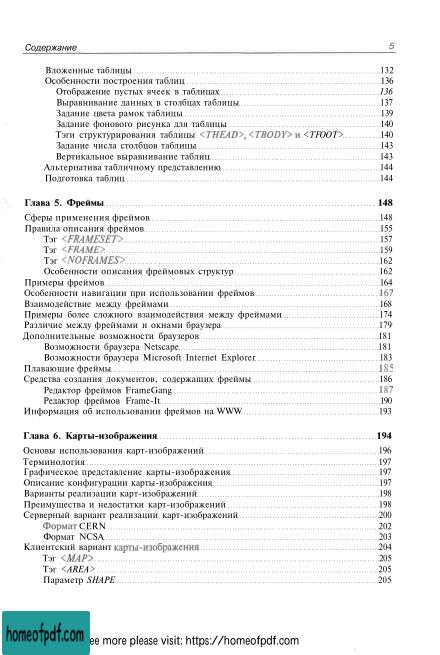 Содержание 5
Вложенные таблицы 132
Особенности построения таблиц 136
Отображение пустых ячеек в таблицах 136
Выравнивание данных в столбцах таблицы 137
Задание цвета рамок таблицы 139
Задание фонового рисунка для таблицы 140
Тэги структурирования таблицы <THEAD>, <TBODY> и <TFOOT> 140
Задание числа столбцов таблицы 143
Вертикальное выравнивание таблиц 143
Альтернатива табличному представлению 144
Подготовка таблиц 144
Глава 5. Фреймы 148
Сферы применения фреймов 148
Правила описания фреймов 155
Тэг <FRAMESET> 157
Тэг <FRAME> 159
Тэг <NOFRAMES> 162
Особенности описания фреймовых структур 162
Примеры фреймов 164
Особенности навигации при использовании фреймов 167
Взаимодействие между фреймами 168
Примеры более сложного взаимодействия между фреймами 174
Различие между фреймами и окнами браузера 179
Дополнительные возможности браузеров 181
Возможности браузера Netscape 181
Возможности браузера Microsoft Internet Explorer 183
Плавающие фреймы 185
Средства создания документов, содержащих фреймы 186
Редактор фреймов FrameGang 187
Редактор фреймов Frame-It 190
Информация об использовании фреймов на WWW 193
Глава 6. Карты-изображения 194
Основы использования карт-изображений 196
Терминология 197
Графическое представление карты-изображения 197
Описание конфигурации карты-изображения 197
Варианты реализации карт-изображений 198
Преимущества и недостатки карт-изображений 198
Серверный вариант реализации карт-изображений 200
Формат CERN 202
Формат NCSA 203
Клиентский вариант карты-изображения 204
Тэг <MAP> 205
Тэг <AREA> 205
Параметр SHAPE 205
homeofpdf.com
ee more please visit: https://homeofpdf.com